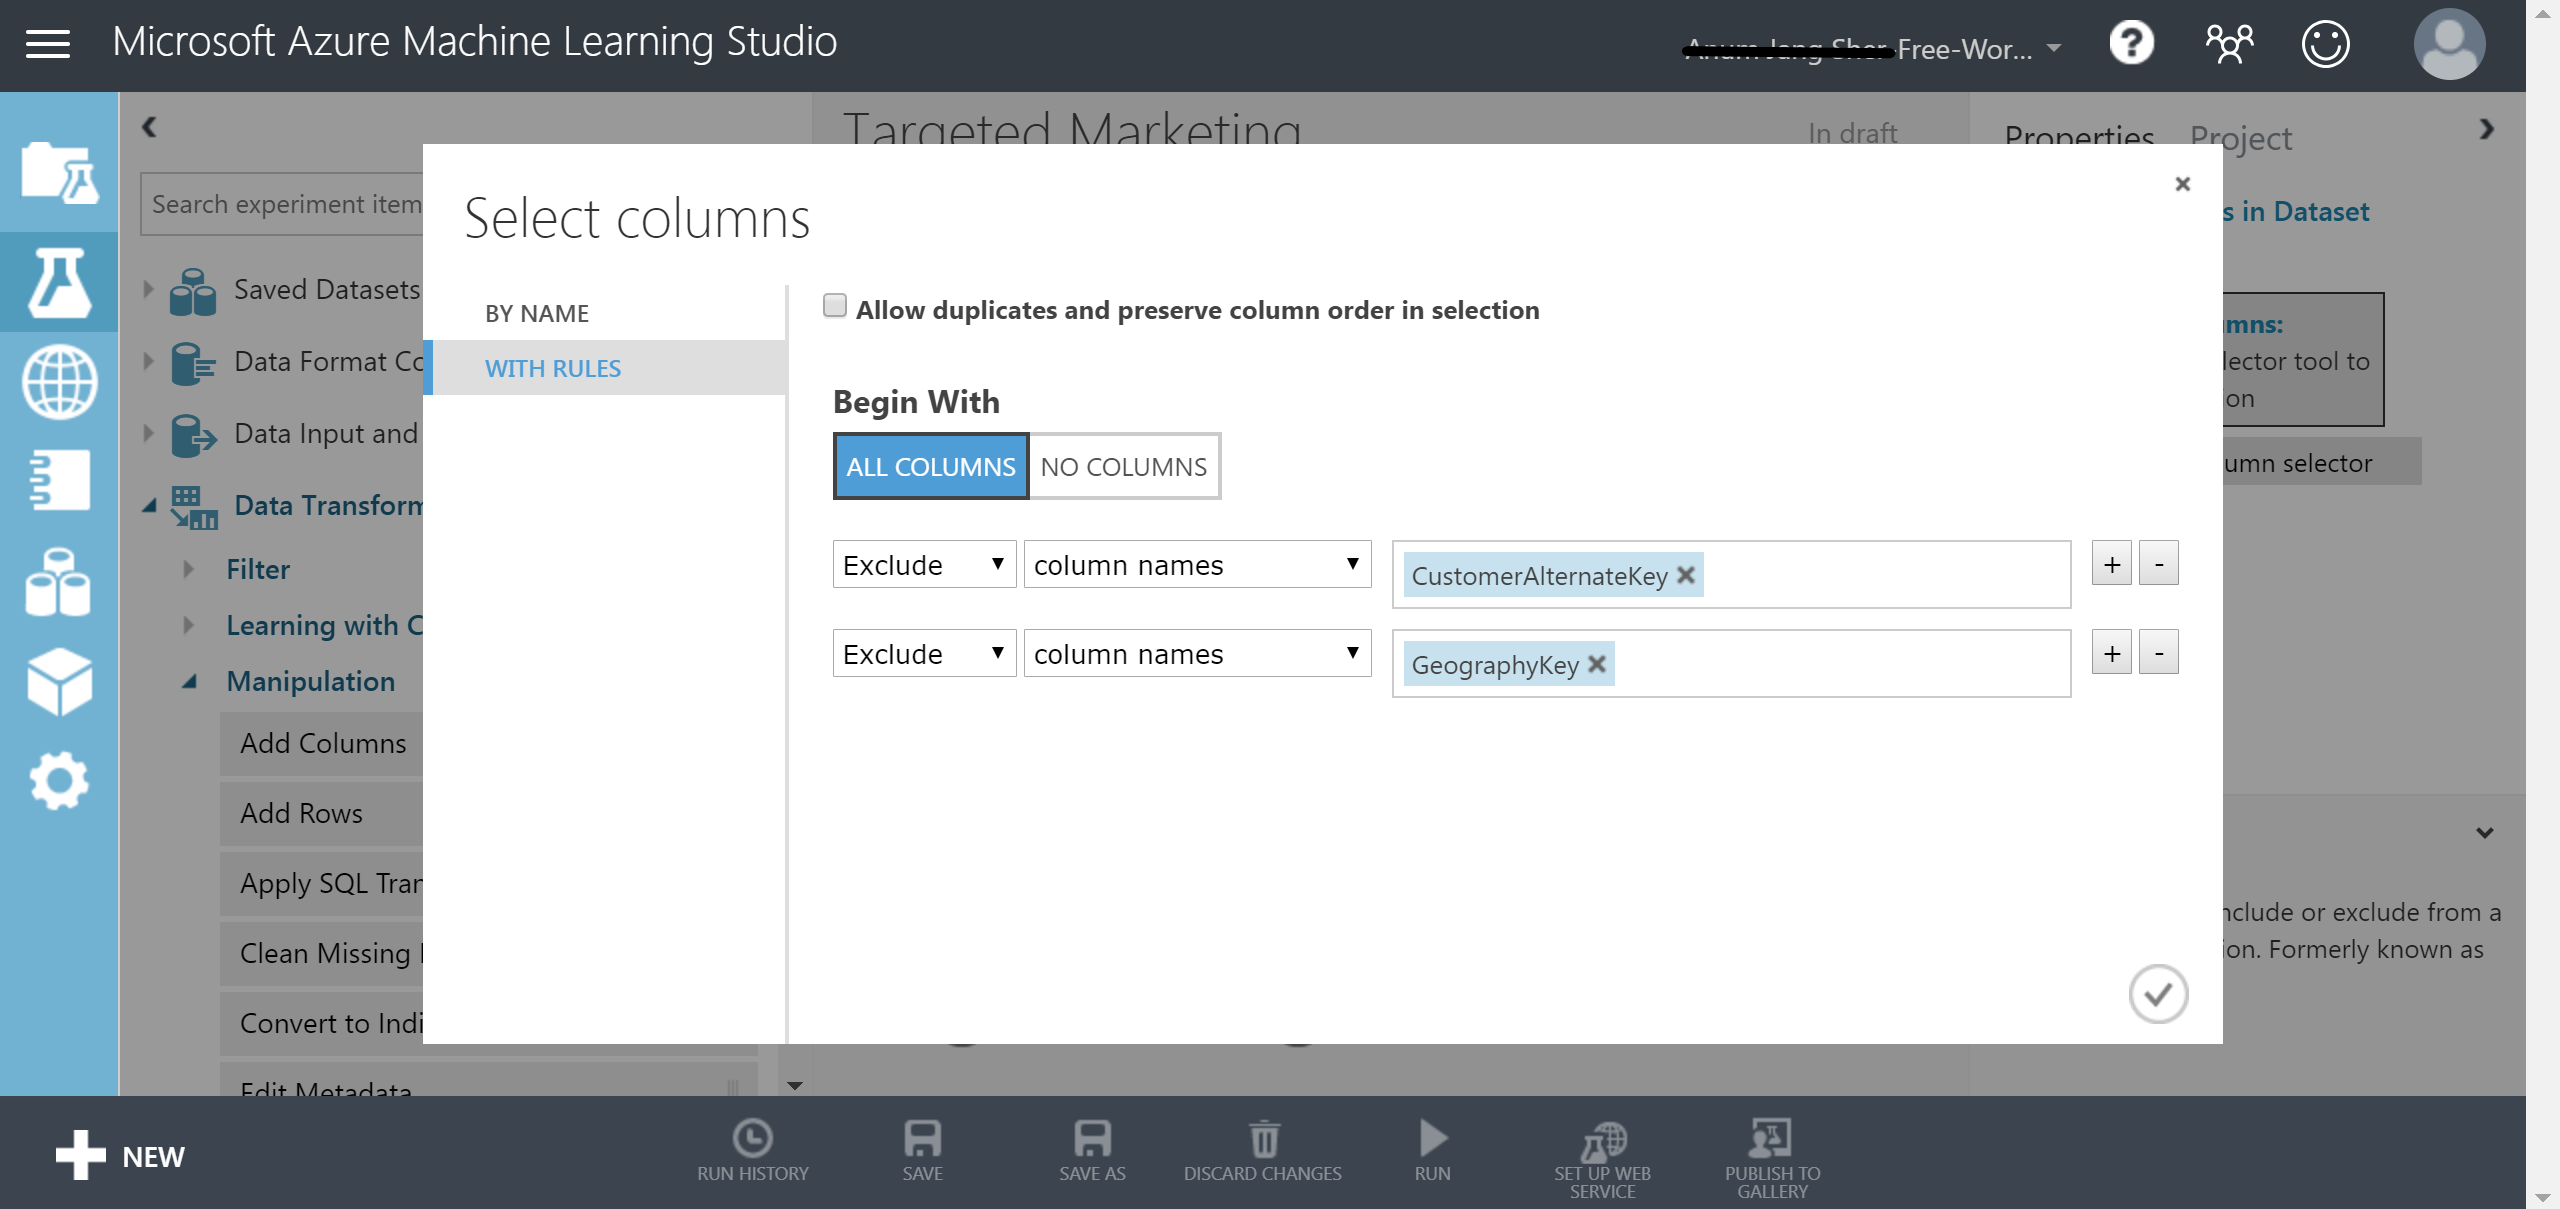 Microsoft Azure Machine Learning Studio
-Free-Wor...
?
Targeted Marketing
In draft
Properties
Project
Search experiment item
Saved Datasets
Data Format Co
Data Input and
Data Transform
Filter
Learning with C
Manipulation
Add Columns
Add Rows
Apply SQL Tran
Clean Missing
Convert to Indi
Edit Metadata
Select columns
BY NAME
WITH RULES
Allow duplicates and preserve column order in selection
Begin With
ALL COLUMNS
NO COLUMNS
Exclude
column names
CustomerAlternateKey
+
-
Exclude
column names
GeographyKey
+
-
s in Dataset
mns:
lector tool to
ion
umn selector
nclude or exclude from a
ion. Formerly known as
NEW
RUN HISTORY
SAVE
SAVE AS
DISCARD CHANGES
RUN
SET UP WEB
SERVICE
PUBLISH TO
GALLERY